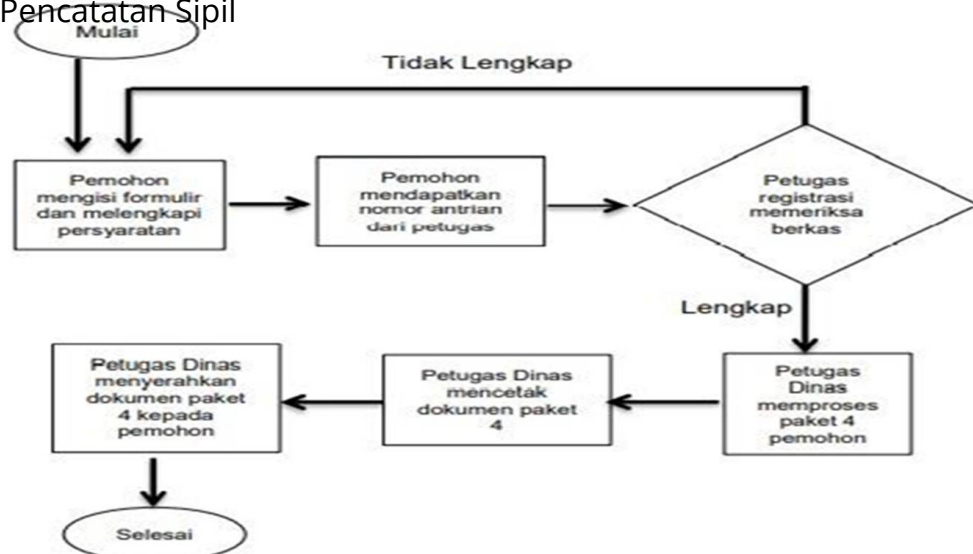 Pencatatan Sipil
Mulai
Tidak Lengkap
Pemohon
mengisi formulir
dan melengkapi
persyaratan
Pemohon
mendapatkan
nomor antrian
dari petugas
Petugas
registrasi
memeriksa
berkas
Lengkap
Petugas
Dinas
memproses
paket 4
pemohon
Petugas Dinas
mencetak
dokumen paket
4
Petugas Dinas
menyerahkan
dokumen paket
4 kepada
pemohon
Selesai